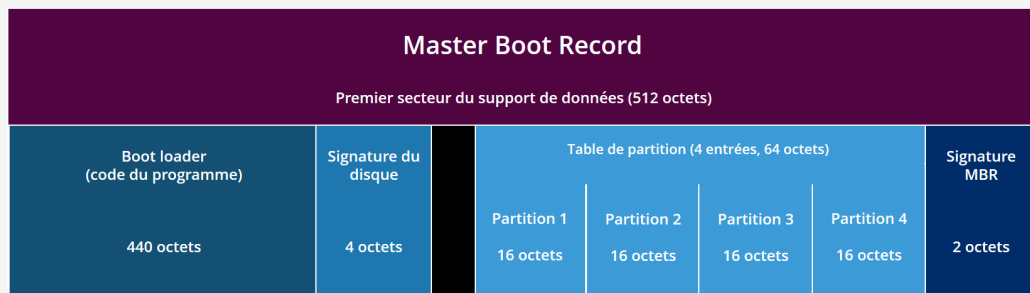 Master Boot Record
Premier secteur du support de données (512 octets)
Boot loader
(code du programme)
440 octets
Signature du
disque
4 octets
Table de partition (4 entrées, 64 octets)
Partition 1
16 octets
Partition 2
16 octets
Partition 3
16 octets
Partition 4
16 octets
Signature
MBR
2 octets